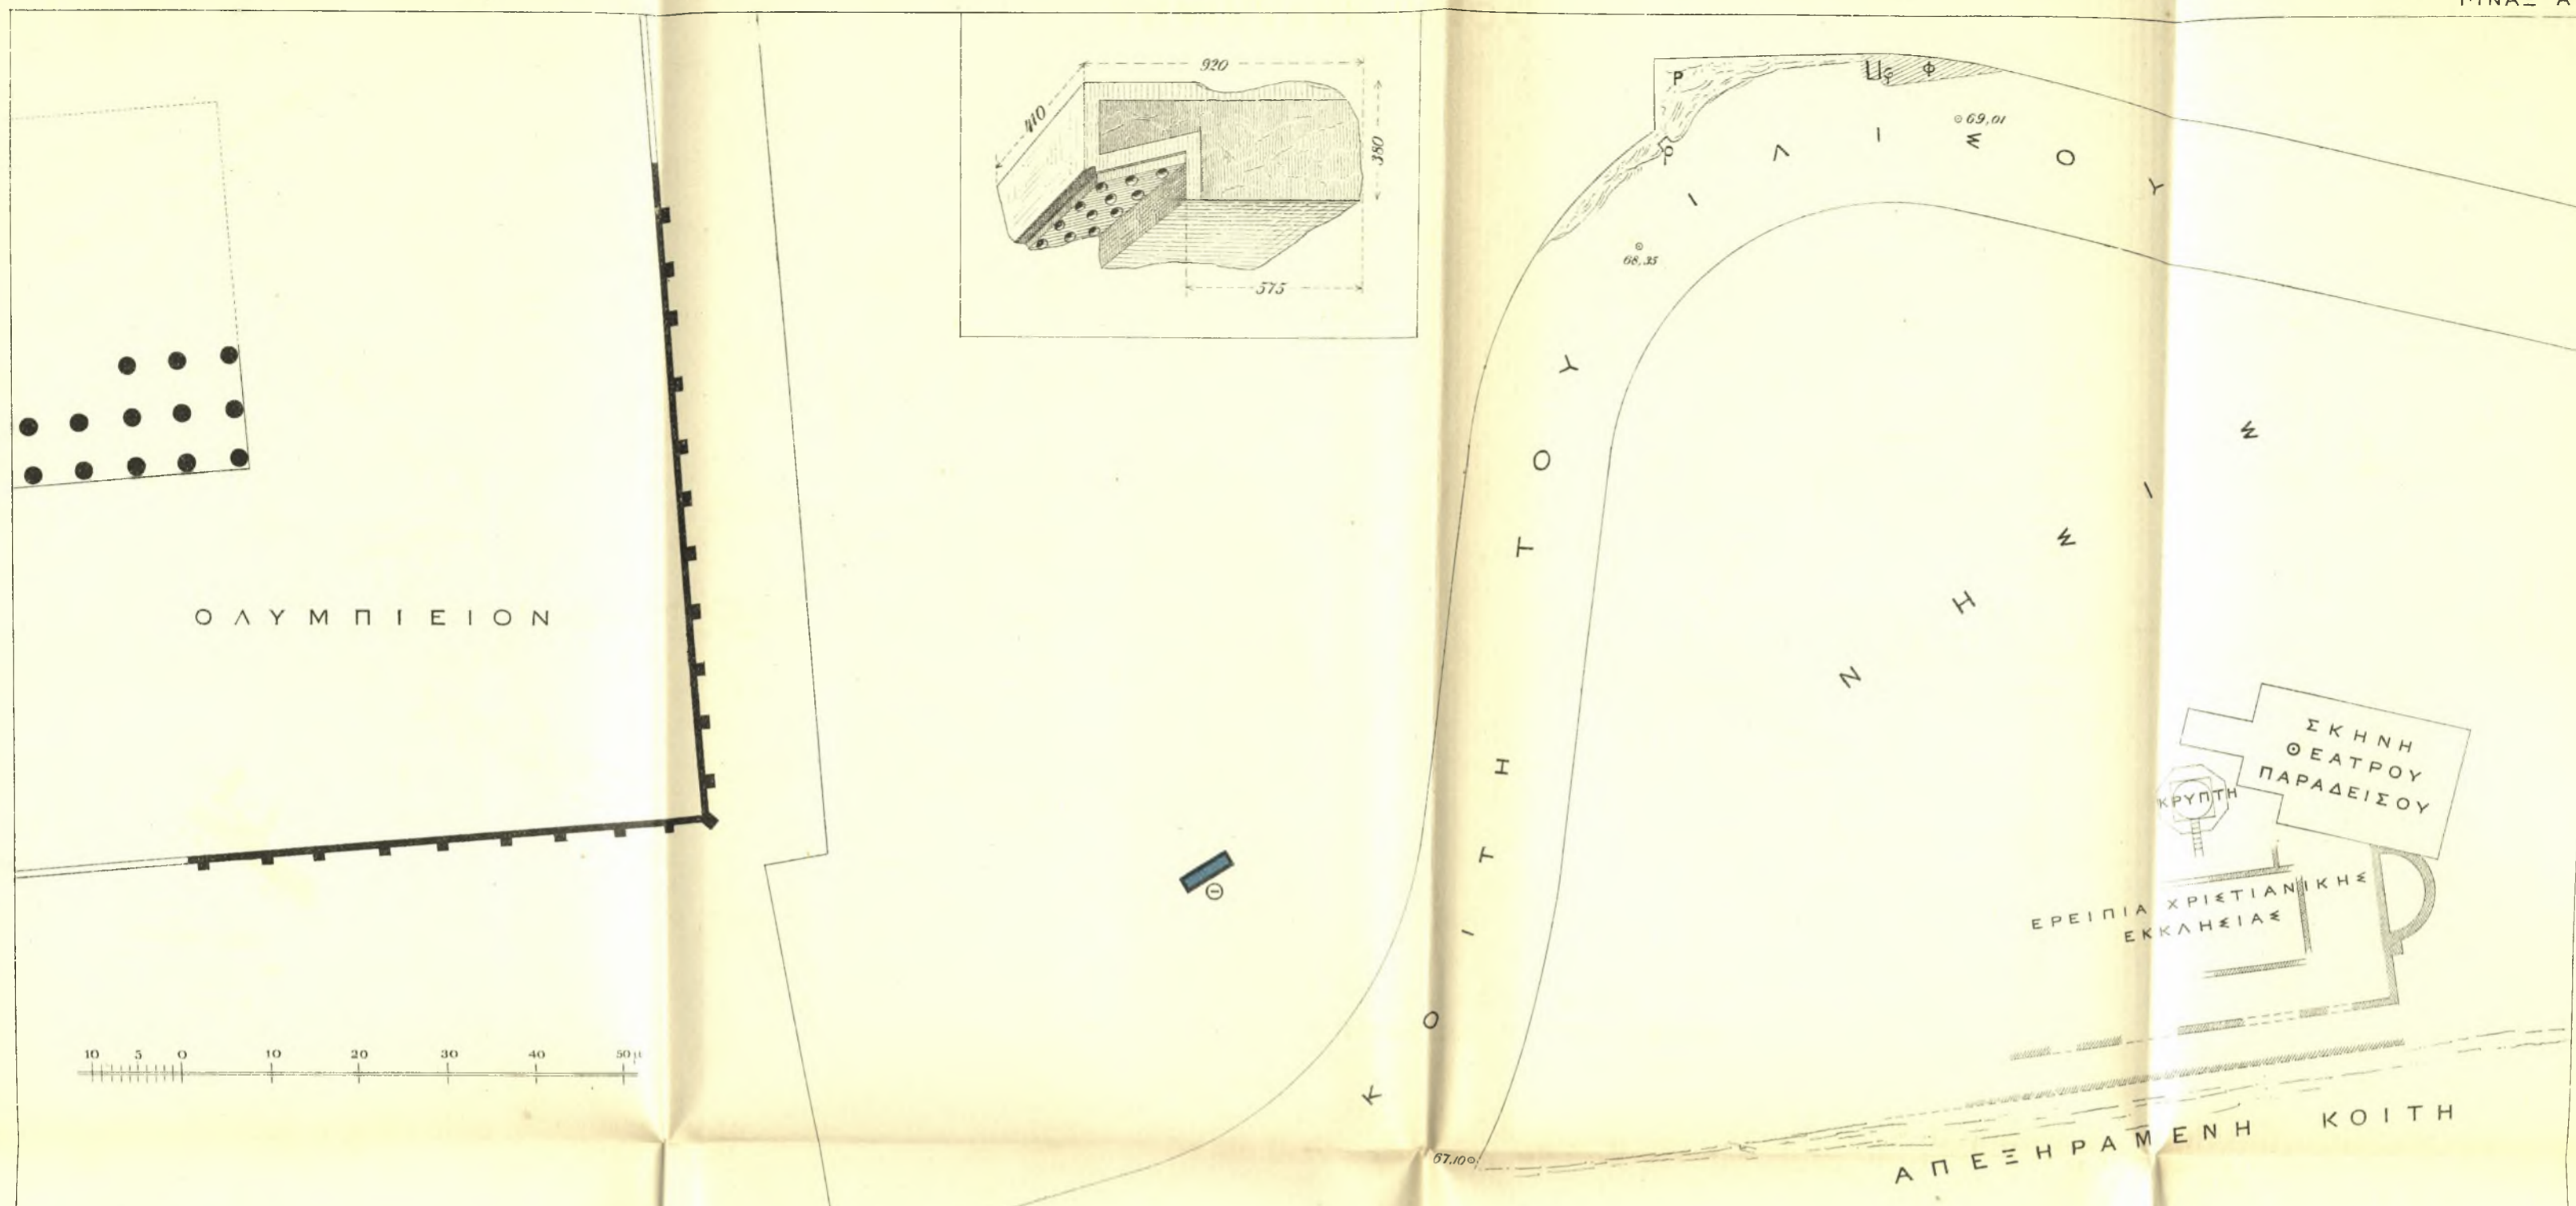 920
410
380
575
Ρ
ρ
Φ
69,01
68,35
ΟΛΥΜΠΙΕΙΟΝ
ΚΟΙΤΗ ΤΟΥ ΙΛΙΣΟΥ
ΝΗΣΙΣ
Θ
ΣΚΗΝΗ
ΘΕΑΤΡΟΥ
ΠΑΡΑΔΕΙΣΟΥ
ΚΡΥΠΤΗ
ΕΡΕΙΠΙΑ ΧΡΙΣΤΙΑΝΙΚΗΣ
ΕΚΚΛΗΣΙΑΣ
10 5 0 10 20 30 40 50
67.10
ΑΠΕΞΗΡΑΜΕΝΗ ΚΟΙΤΗ